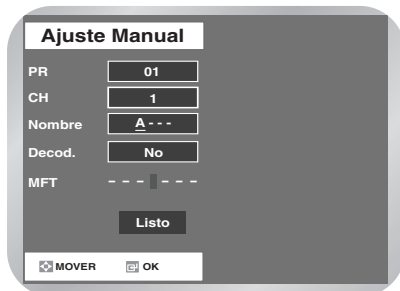 Ajuste Manual
PR 01
CH 1
Nombre A - - -
Decod. No
MFT - - - - - -
Listo
MOVER OK